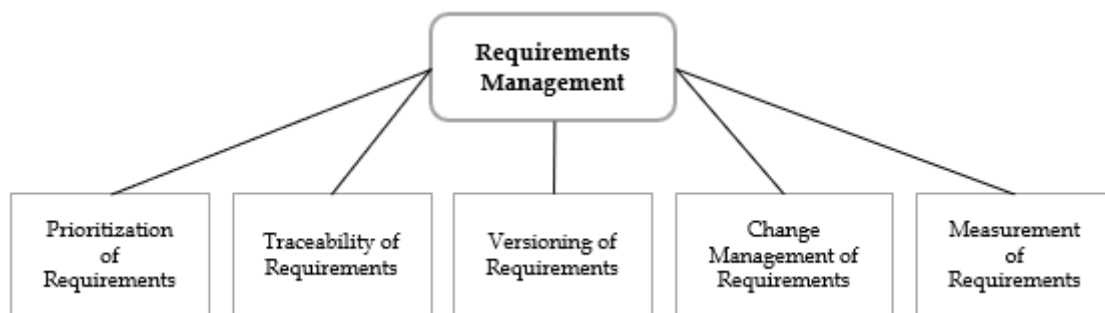 Requirements
Management
Prioritization
of
Requirements
Traceability of
Requirements
Versioning of
Requirements
Change
Management of
Requirements
Measurement
of
Requirements